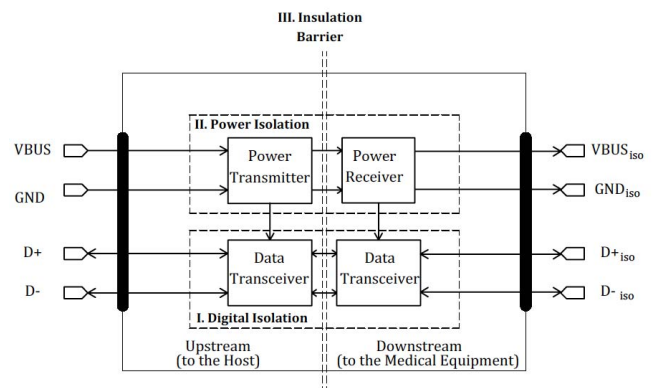 III. Insulation
Barrier
II. Power Isolation
VBUS
Power
Transmitter
Power
Receiver
VBUSiso
GND
GNDiso
D+
Data
Transceiver
Data
Transceiver
D+iso
D-
D- iso
I. Digital Isolation
Upstream
(to the Host)
Downstream
(to the Medical Equipment)